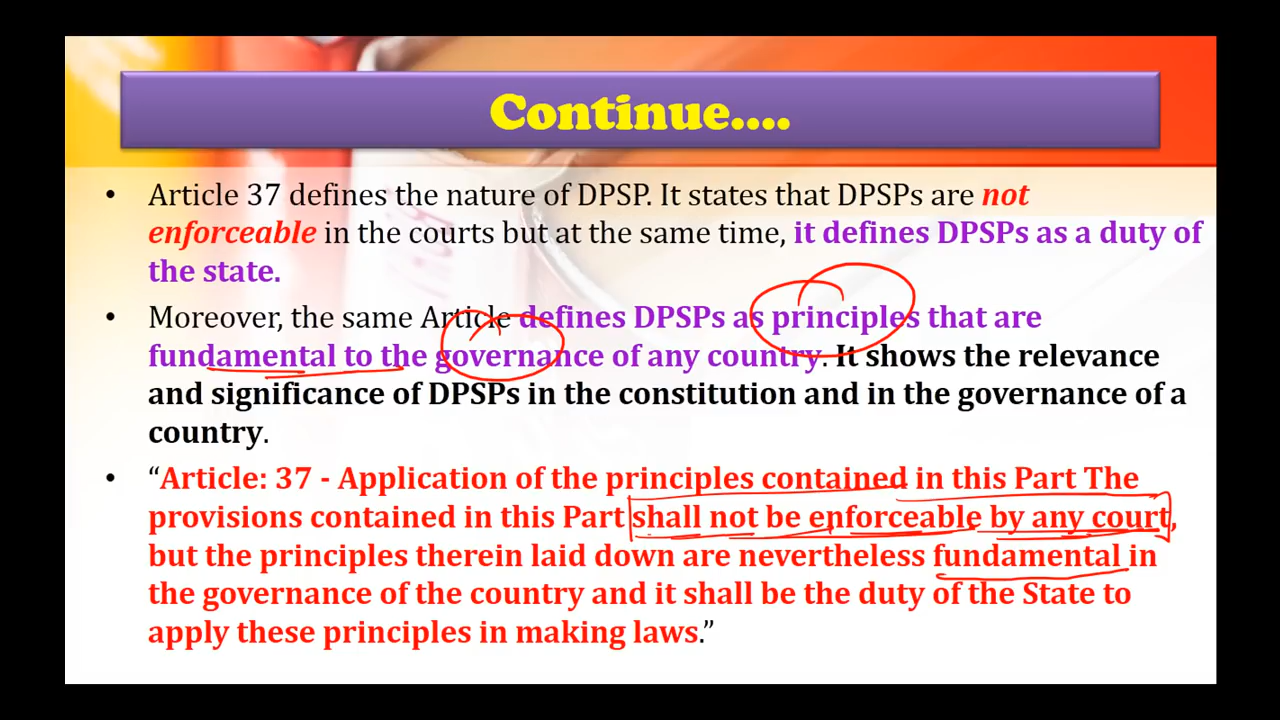 Continue....
• Article 37 defines the nature of DPSP. It states that DPSPs are not
enforceable in the courts but at the same time, it defines DPSPs as a duty of
the state.
• Moreover, the same Article defines DPSPs as principles that are
fundamental to the governance of any country. It shows the relevance
and significance of DPSPs in the constitution and in the governance of a
country.
• “Article: 37 - Application of the principles contained in this Part The
provisions contained in this Part shall not be enforceable by any court,
but the principles therein laid down are nevertheless fundamental in
the governance of the country and it shall be the duty of the State to
apply these principles in making laws.”